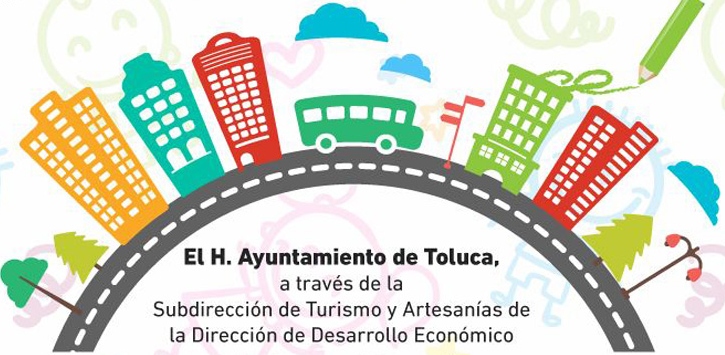 El H. Ayuntamiento de Toluca,
a través de la
Subdirección de Turismo y Artesanías de
la Dirección de Desarrollo Económico